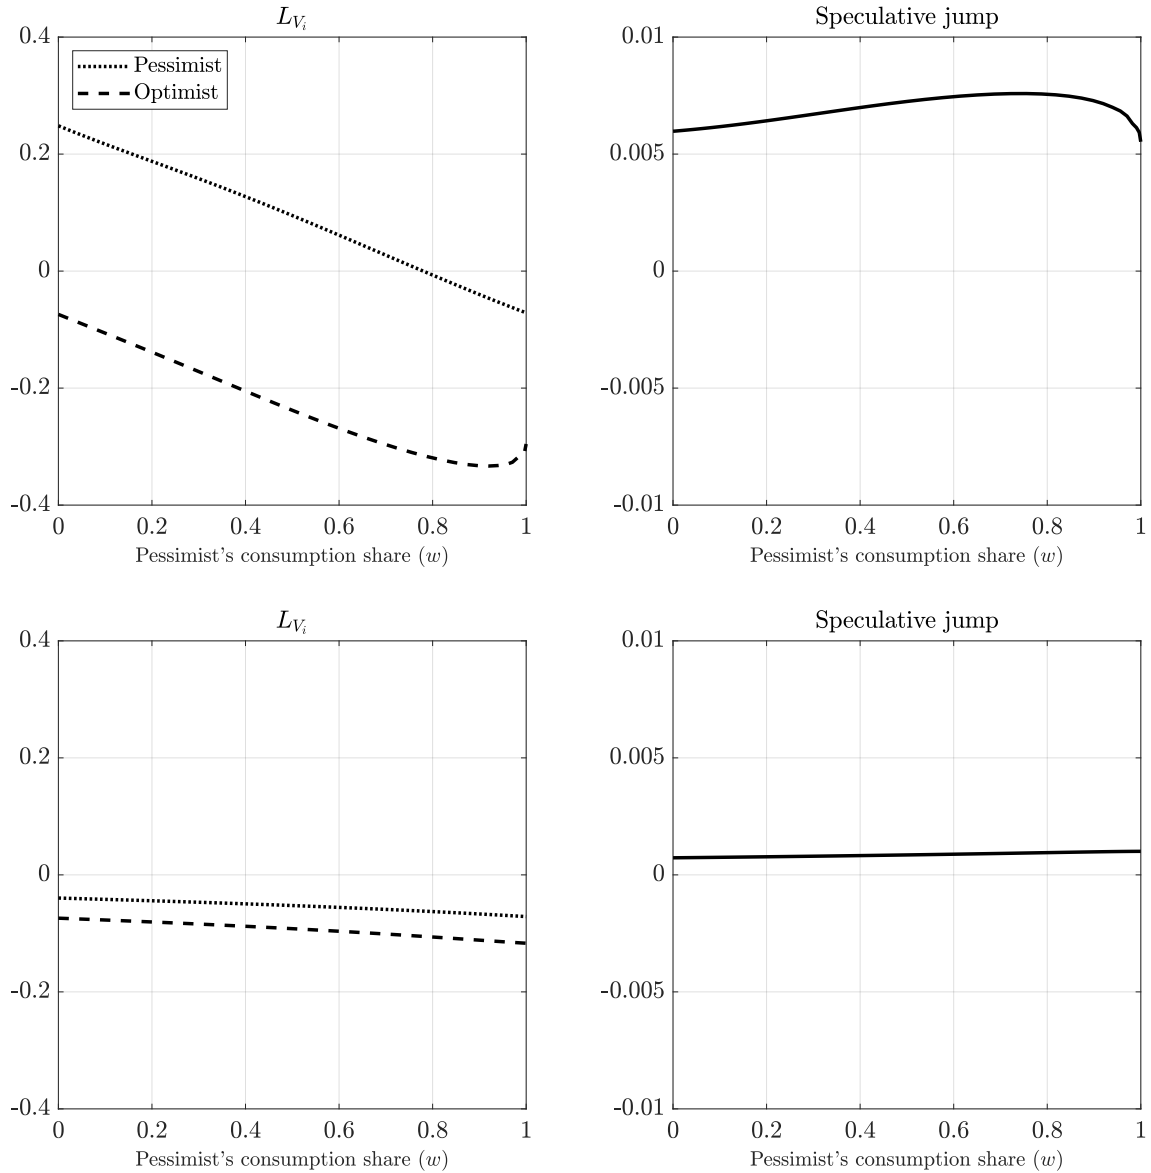 L_{V_i}
0.4
0.2
0
-0.2
-0.4
Pessimist
Optimist
0 0.2 0.4 0.6 0.8 1
Pessimist's consumption share (w)
Speculative jump
0.01
0.005
0
-0.005
-0.01
0 0.2 0.4 0.6 0.8 1
Pessimist's consumption share (w)
L_{V_i}
0.4
0.2
0
-0.2
-0.4
0 0.2 0.4 0.6 0.8 1
Pessimist's consumption share (w)
Speculative jump
0.01
0.005
0
-0.005
-0.01
0 0.2 0.4 0.6 0.8 1
Pessimist's consumption share (w)